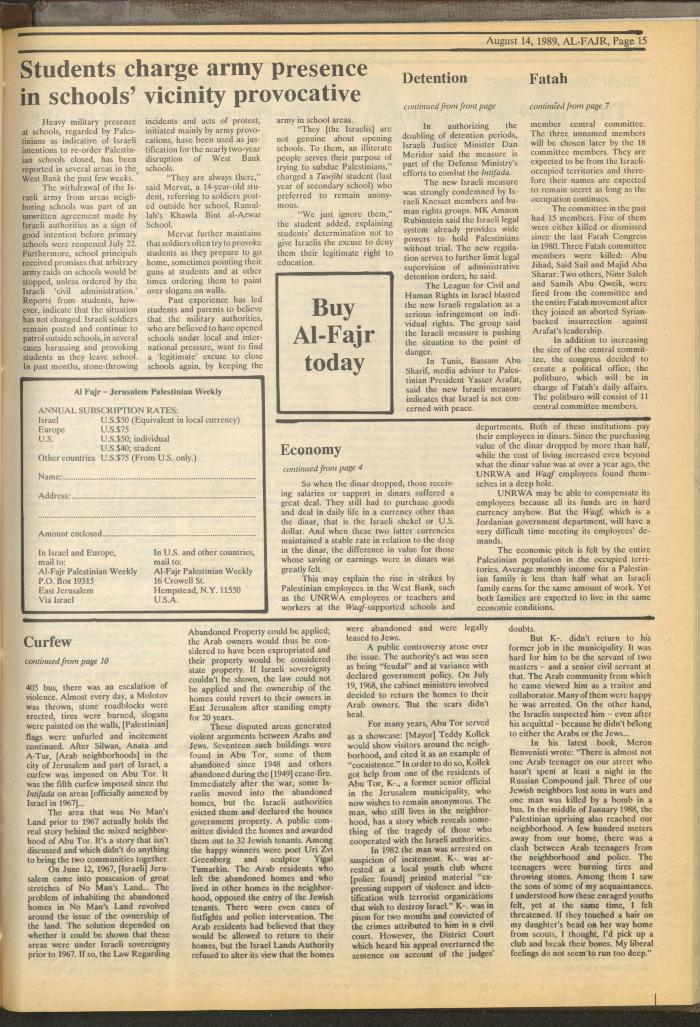 August 14, 1989, AL-FAJR, Page 15
Students charge army presence
in schools' vicinity provocative
Heavy military presence
at schools, regarded by Pales-
tinians as indicative of Israeli
intentions to re-order Palestin-
ian schools closed, has been
reported in several areas in the
West Bank the past few weeks.
The withdrawal of the Is-
raeli army from areas neigh-
boring schools was part of an
unwritten agreement made by
Israeli authorities as a sign of
good intention before primary
schools were reopened July 22.
Furthermore, school principals
received promises that arbitrary
army raids on schools would be
stopped, unless ordered by the
Israeli 'civil administration.'
Reports from students, how-
ever, indicate that the situation
has not changed. Israeli soldiers
remain posted and continue to
patrol outside schools, in several
cases harassing and provoking
students as they leave school.
In past months, stone-throwing
incidents and acts of protest,
initiated mainly by army provo-
cations, have been used as jus-
tification for the nearly two-year
disruption of West Bank
schools.
"They are always there,"
said Mervat, a 14-year-old stu-
dent, referring to soldiers post-
ed outside her school, Ramal-
lah's Khawla Bint al-Azwar
School.
Mervat further maintains
that soldiers often try to provoke
students as they prepare to go
home, sometimes pointing their
guns at students and at other
times ordering them to paint
over slogans on walls.
Past experience has led
students and parents to believe
that the military authorities,
who are believed to have opened
schools under local and inter-
national pressure, want to find
a 'legitimate' excuse to close
schools again, by keeping the
army in school areas.
"They [the Israelis] are
not genuine about opening
schools. To them, an illiterate
people serves their purpose of
trying to subdue Palestinians,"
charged a Tawjihi student (last
year of secondary school) who
preferred to remain anony-
mous.
"We just ignore them,"
the student added, explaining
students' determination not to
give Israelis the excuse to deny
them their legitimate right to
education.
Buy
Al-Fajr
today
Detention
continued from front page
In authorizing the
doubling of detention periods,
Israeli Justice Minister Dan
Meridor said the measure is
part of the Defense Ministry's
efforts to combat the Intifada.
The new Israeli measure
was strongly condemned by Is-
raeli Knesset members and hu-
man rights groups. MK Amnon
Rubinstein said the Israeli legal
system already provides wide
powers to hold Palestinians
without trial. The new regula-
tion serves to further limit legal
supervision of administrative
detention orders, he said.
The League for Civil and
Human Rights in Israel blasted
the new Israeli regulation as a
serious infringement on indi-
vidual rights. The group said
the Israeli measure is pushing
the situation to the point of
danger.
In Tunis, Bassam Abu
Sharif, media adviser to Pales-
tinian President Yasser Arafat,
said the new Israeli measure
indicates that Israel is not con-
cerned with peace.
Fatah
continued from page 7
member central committee.
The three unnamed members
will be chosen later by the 18
committee members. They are
expected to be from the Israeli-
occupied territories and there-
fore their names are expected
to remain secret as long as the
occupation continues.
The committee in the past
had 15 members. Five of them
were either killed or dismissed
since the last Fatah Congress
in 1980. Three Fatah committee
members were killed: Abu
Jihad, Said Sail and Majid Abu
Sharar. Two others, Nimr Saleh
and Samih Abu Qweik, were
fired from the committee and
the entire Fatah movement after
they joined an aborted Syrian-
backed insurrection against
Arafat's leadership.
In addition to increasing
the size of the central commit-
tee, the congress decided to
create a political office, the
politburo, which will be in
charge of Fatah's daily affairs.
The politburo will consist of 11
central committee members.
Al Fajr – Jerusalem Palestinian Weekly
ANNUAL SUBSCRIPTION RATES:
Israel U.S.$50 (Equivalent in local currency)
Europe U.S.$75
U.S. U.S.$50; individual
U.S.$40; student
Other countries U.S.$75 (From U.S. only.)
Name:
Address:
Amount enclosed
In Israel and Europe,
mail to:
Al-Fajr Palestinian Weekly
P.O. Box 19315
East Jerusalem
Via Israel
In U.S. and other countries,
mail to:
Al-Fajr Palestinian Weekly
16 Crowell St.
Hempstead, N.Y. 11550
U.S.A.
Economy
continued from page 4
So when the dinar dropped, those receiv-
ing salaries or support in dinars suffered a
great deal. They still had to purchase goods
and deal in daily life in a currency other than
the dinar, that is the Israeli shekel or U.S.
dollar. And when these two latter currencies
maintained a stable rate in relation to the drop
in the dinar, the difference in value for those
whose saving or earnings were in dinars was
greatly felt.
This may explain the rise in strikes by
Palestinian employees in the West Bank, such
as the UNRWA employees or teachers and
workers at the Waqf-supported schools and
departments. Both of these institutions pay
their employees in dinars. Since the purchasing
value of the dinar dropped by more than half,
while the cost of living increased even beyond
what the dinar value was at over a year ago, the
UNRWA and Waqf employees found them-
selves in a deep hole.
UNRWA may be able to compensate its
employees because all its funds are in hard
currency anyhow. But the Waqf, which is a
Jordanian government department, will have a
very difficult time meeting its employees' de-
mands.
The economic pitch is felt by the entire
Palestinian population in the occupied terri-
tories. Average monthly income for a Palestin-
ian family is less than half what an Israeli
family earns for the same amount of work. Yet
both families are expected to live in the same
economic conditions.
Curfew
continued from page 10
405 bus, there was an escalation of
violence. Almost every day, a Molotov
was thrown, stone roadblocks were
erected, tires were burned, slogans
were painted on the walls, [Palestinian]
flags were unfurled and incitement
continued. After Silwan, Anata and
A-Tur, [Arab neighborhoods] in the
city of Jerusalem and part of Israel, a
curfew was imposed on Abu Tor. It
was the fifth curfew imposed since the
Intifada on areas [officially annexed by
Israel in 1967]...
The area that was No Man's
Land prior to 1967 actually holds the
real story behind the mixed neighbor-
hood of Abu Tor. It's a story that isn't
discussed and which didn't do anything
to bring the two communities together.
On June 12, 1967, [Israeli] Jeru-
salem came into possession of great
stretches of No Man's Land... The
problem of inhabiting the abandoned
homes in No Man's Land revolved
around the issue of the ownership of
the land. The solution depended on
whether it could be shown that these
areas were under Israeli sovereignty
prior to 1967. If so, the Law Regarding
Abandoned Property could be applied;
the Arab owners would thus be con-
sidered to have been expropriated and
their property would be considered
state property. If Israeli sovereignty
couldn't be shown, the law could not
be applied and the ownership of the
homes could revert to their owners in
East Jerusalem after standing empty
for 20 years.
These disputed areas generated
violent arguments between Arabs and
Jews. Seventeen such buildings were
found in Abu Tor, some of them
abandoned since 1948 and others
abandoned during the [1949] cease-fire.
Immediately after the war, some Is-
raelis moved into the abandoned
homes, but the Israeli authorities
evicted them and declared the houses
government property. A public com-
mittee divided the homes and awarded
them out to 32 Jewish tenants. Among
the happy winners were poet Uri Zvi
Greenberg and sculptor Yigal
Tumarkin. The Arab residents who
left the abandoned homes and who
lived in other homes in the neighbor-
hood, opposed the entry of the Jewish
tenants. There were even cases of
fistfights and police intervention. The
Arab residents had believed that they
would be allowed to return to their
homes, but the Israel Lands Authority
refused to alter its view that the homes
were abandoned and were legally
leased to Jews.
A public controversy arose over
the issue. The authority's act was seen
as being "feudal" and at variance with
declared government policy. On July
19, 1968, the cabinet ministers involved
decided to return the homes to their
Arab owners. "But the scars didn't
heal.
For many years, Abu Tor served
as a showcase: [Mayor] Teddy Kollek
would show visitors around the neigh-
borhood, and cited it as an example of
"coexistence." In order to do so, Kollek
got help from one of the residents of
Abu Tor, K-., a former senior official
in the Jerusalem municipality, who
now wishes to remain anonymous. The
man, who still lives in the neighbor-
hood, has a story which reveals some-
thing of the tragedy of those who
cooperated with the Israeli authorities.
In 1982 the man was arrested on
suspicion of incitement. K-. was ar-
rested at a local youth club where
[police found] printed material "ex-
pressing support of violence and iden-
tification with terrorist organizations
that wish to destroy Israel." K-. was in
pison for two months and convicted of
the crimes attributed to him in a civil
court. However, the District Court
which heard his appeal overturned the
sentence on account of the judges'
doubts.
But K-. didn't return to his
former job in the municipality. It was
hard for him to be the servant of two
masters – and a senior civil servant at
that. The Arab community from which
he came viewed him as a traitor and
collaborator. Many of them were happy
he was arrested. On the other hand,
the Israelis suspected him – even after
his acquittal – because he didn't belong
to either the Arabs or the Jews...
In his latest book, Meron
Benvenisti wrote: "There is almost not
one Arab teenager on our street who
hasn't spent at least a night in the
Russian Compound jail. Three of our
Jewish neighbors lost sons in wars and
one man was killed by a bomb in a
bus. In the middle of January 1988, the
Palestinian uprising also reached our
neighborhood. A few hundred meters
away from our home, there was a
clash between Arab teenagers from
the neighborhood and police. The
teenagers were burning tires and
throwing stones. Among them I saw
the sons of some of my acquaintances.
I understood how these enraged youths
felt, yet at the same time, I felt
threatened. If they touched a hair on
my daughter's head on her way home
from scouts, I thought, I'd pick up a
club and break their bones. My liberal
feelings do not seem to run too deep."